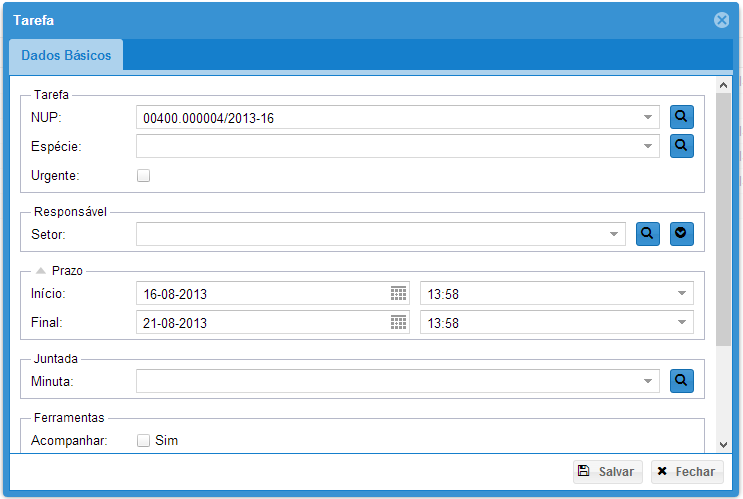 Tarefa
Dados Básicos
Tarefa
NUP: 00400.000004/2013-16
Espécie:
Urgente:
Responsável
Setor:
Prazo
Início: 16-08-2013 13:58
Final: 21-08-2013 13:58
Juntada
Minuta:
Ferramentas
Acompanhar: Sim
Salvar Fechar